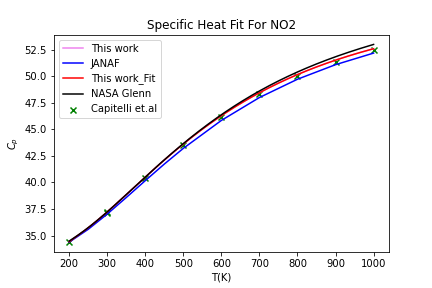 Specific Heat Fit For NO2
This work
JANAF
This work_Fit
NASA Glenn
Capitelli et.al
52.5
50.0
47.5
45.0
42.5
40.0
37.5
35.0
Cp
200 300 400 500 600 700 800 900 1000
T(K)